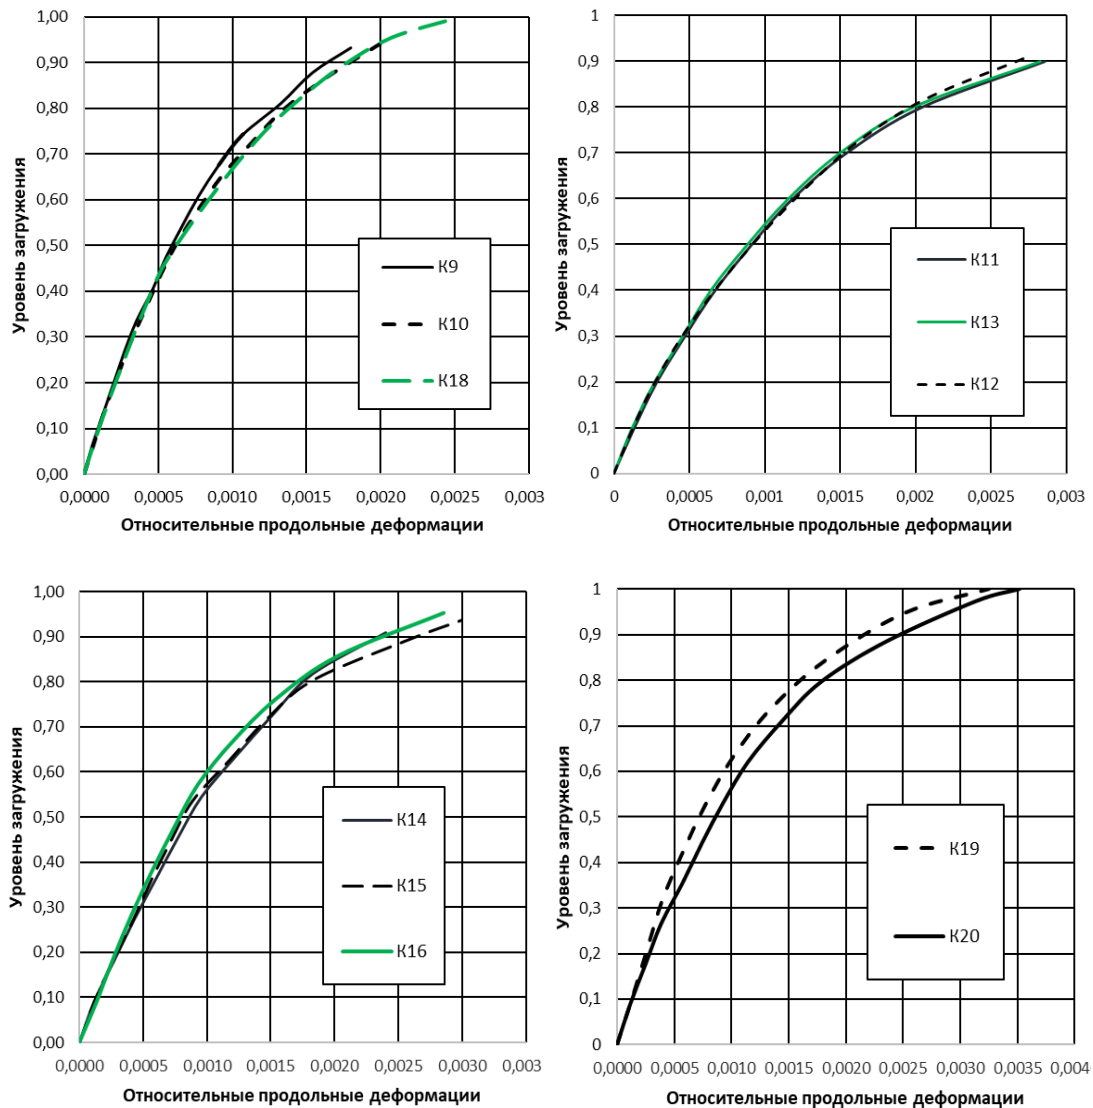 1,00
0,90
0,80
0,70
0,60
0,50
0,40
0,30
0,20
0,10
0,00
Уровень загружения
0,0000 0,0005 0,0010 0,0015 0,0020 0,0025 0,003
Относительные продольные деформации
К9
К10
К18
1
0,9
0,8
0,7
0,6
0,5
0,4
0,3
0,2
0,1
0
Уровень загружения
0 0,0005 0,001 0,0015 0,002 0,0025 0,003
Относительные продольные деформации
К11
К13
К12
1,00
0,90
0,80
0,70
0,60
0,50
0,40
0,30
0,20
0,10
0,00
Уровень загружения
0,0000 0,0005 0,0010 0,0015 0,0020 0,0025 0,0030 0,003
Относительные продольные деформации
К14
К15
К16
1
0,9
0,8
0,7
0,6
0,5
0,4
0,3
0,2
0,1
0
Уровень загружения
0,0000 0,0005 0,0010 0,0015 0,0020 0,0025 0,0030 0,0035 0,004
Относительные продольные деформации
К19
К20